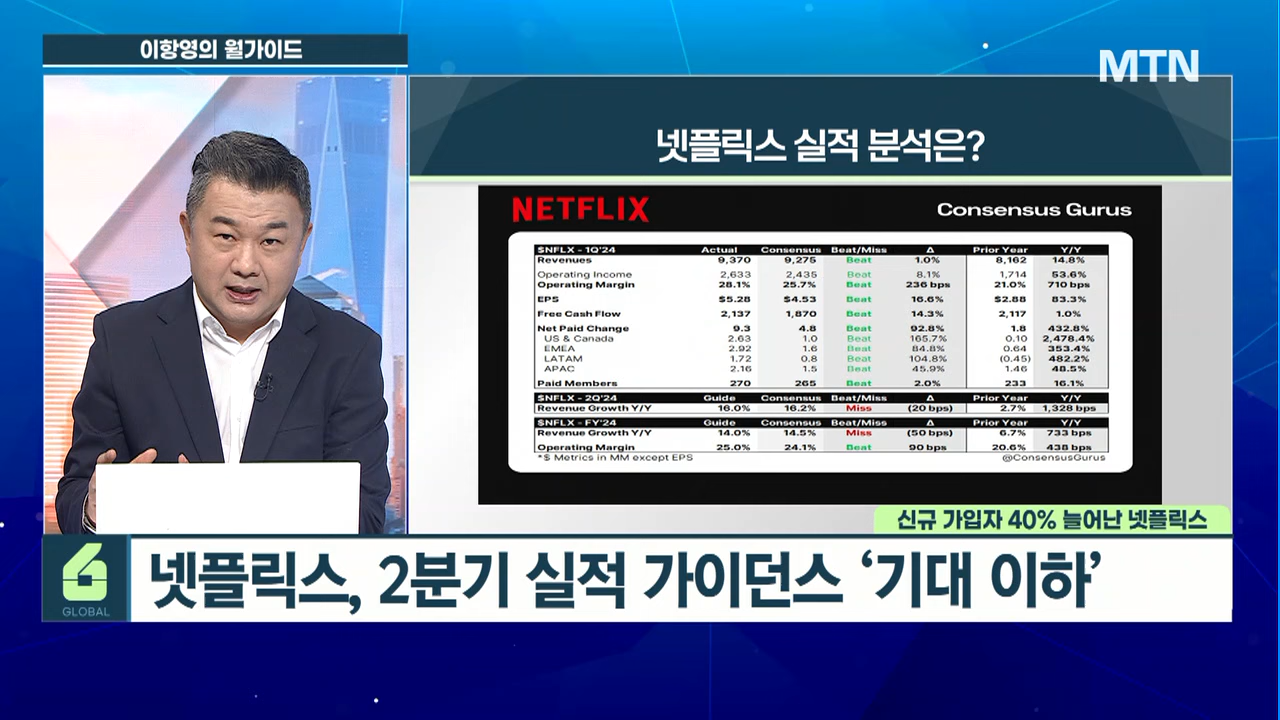 이항영의 월가이드
MTN
넷플릭스 실적 분석은?
NETFLIX
Consensus Gurus
$NFLX - 1Q'24 Actual Consensus Beat/Miss Δ Prior Year Y/Y
Revenues 9,370 9,275 Beat 1.0% 8,162 14.8%
Operating Income 2,633 2,435 Beat 8.1% 1,714 53.6%
Operating Margin 28.1% 25.7% Beat 236 bps 21.0% 710 bps
EPS $5.28 $4.53 Beat 16.6% $2.88 83.3%
Free Cash Flow 2,137 1,870 Beat 14.3% 2,117 1.0%
Net Paid Change 9.3 4.8 Beat 92.8% 1.8 432.8%
US & Canada 2.63 1.0 Beat 165.7% 0.10 2,478.4%
EMEA 2.92 1.6 Beat 84.8% 0.64 353.4%
LATAM 1.72 0.8 Beat 104.8% (0.45) 482.2%
APAC 2.16 1.5 Beat 45.9% 1.46 48.5%
Paid Members 270 265 Beat 2.0% 233 16.1%
$NFLX - 2Q'24 Guide Consensus Beat/Miss Δ Prior Year Y/Y
Revenue Growth Y/Y 16.0% 16.2% Miss (20 bps) 2.7% 1,328 bps
$NFLX - FY'24 Guide Consensus Beat/Miss Δ Prior Year Y/Y
Revenue Growth Y/Y 14.0% 14.5% Miss (50 bps) 6.7% 733 bps
Operating Margin 25.0% 24.1% Beat 90 bps 20.6% 438 bps
*$ Metrics in MM except EPS @ConsensusGurus
신규 가입자 40% 늘어난 넷플릭스
6 GLOBAL
넷플릭스, 2분기 실적 가이던스 ‘기대 이하’